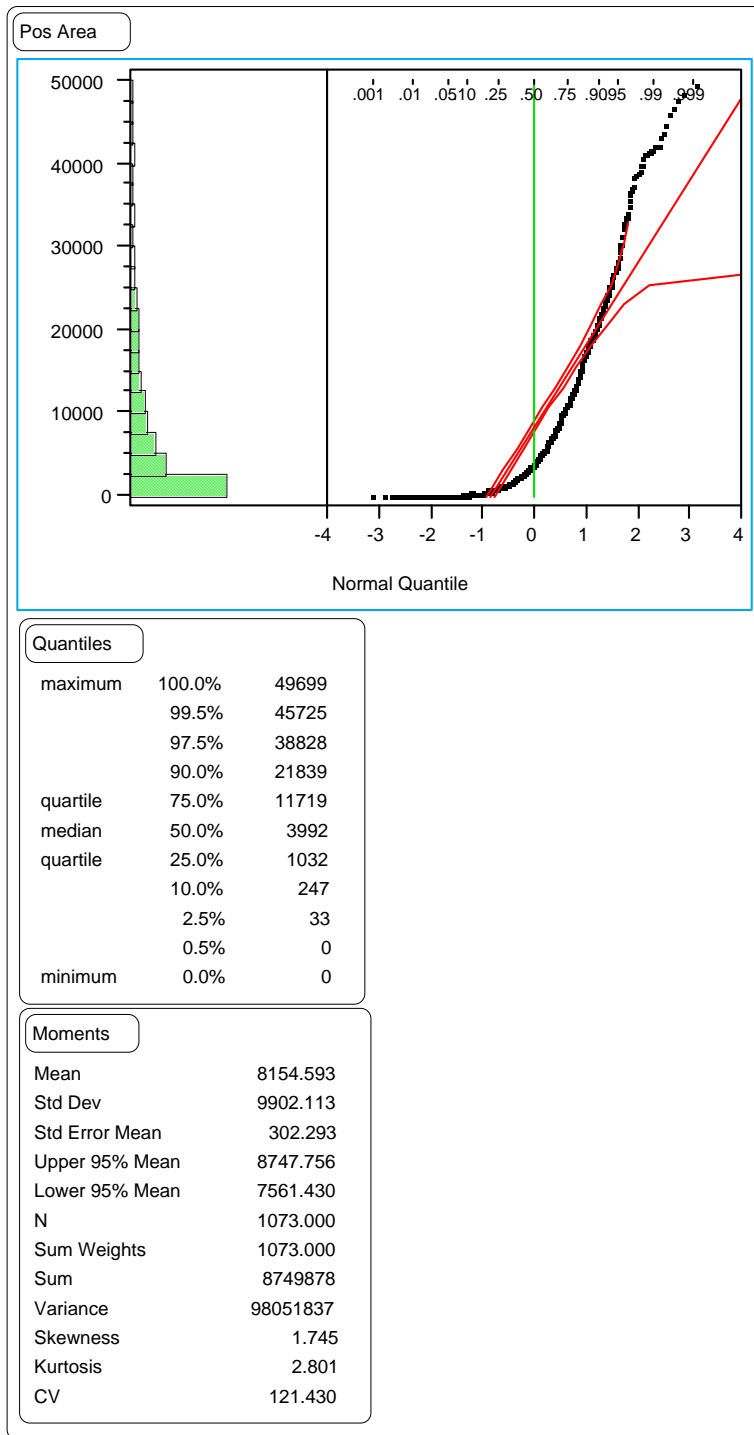 Pos Area
.001 .01 .05 .10 .25 .50 .75 .90 .95 .99 .999
50000
40000
30000
20000
10000
0
-4 -3 -2 -1 0 1 2 3 4
Normal Quantile
Quantiles
maximum 100.0% 49699
99.5% 45725
97.5% 38828
90.0% 21839
quartile 75.0% 11719
median 50.0% 3992
quartile 25.0% 1032
10.0% 247
2.5% 33
0.5% 0
minimum 0.0% 0
Moments
Mean 8154.593
Std Dev 9902.113
Std Error Mean 302.293
Upper 95% Mean 8747.756
Lower 95% Mean 7561.430
N 1073.000
Sum Weights 1073.000
Sum 8749878
Variance 98051837
Skewness 1.745
Kurtosis 2.801
CV 121.430